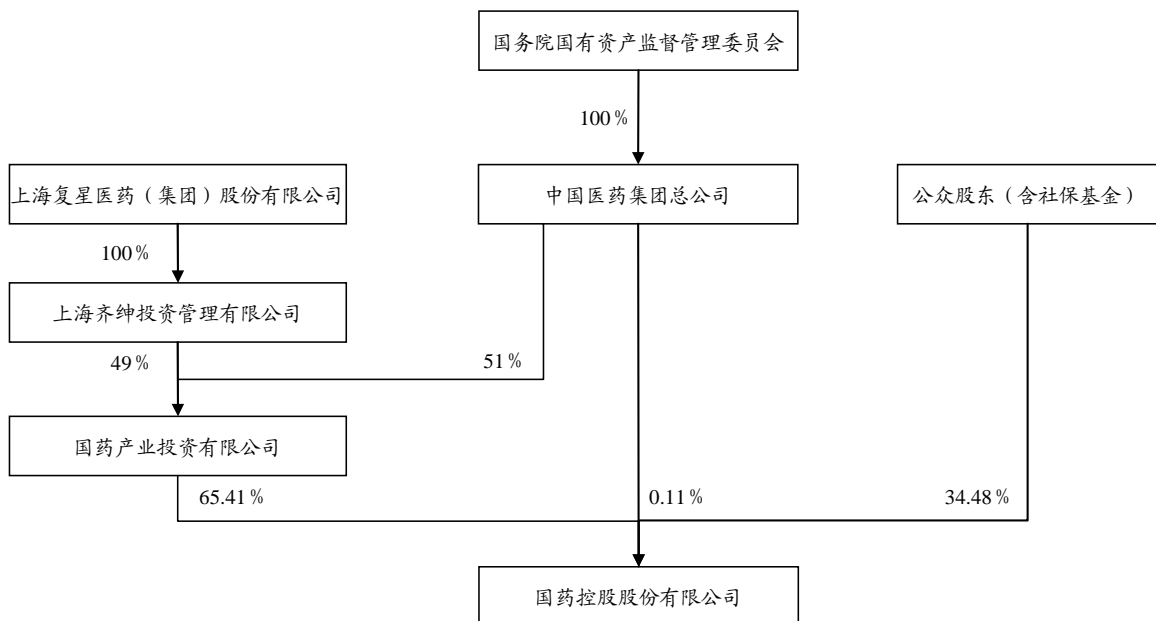 国务院国有资产监督管理委员会
100%
上海复星医药（集团）股份有限公司
中国医药集团总公司
公众股东（含社保基金）
100%
上海齐绅投资管理有限公司
49%
51%
国药产业投资有限公司
65.41%
0.11%
34.48%
国药控股股份有限公司